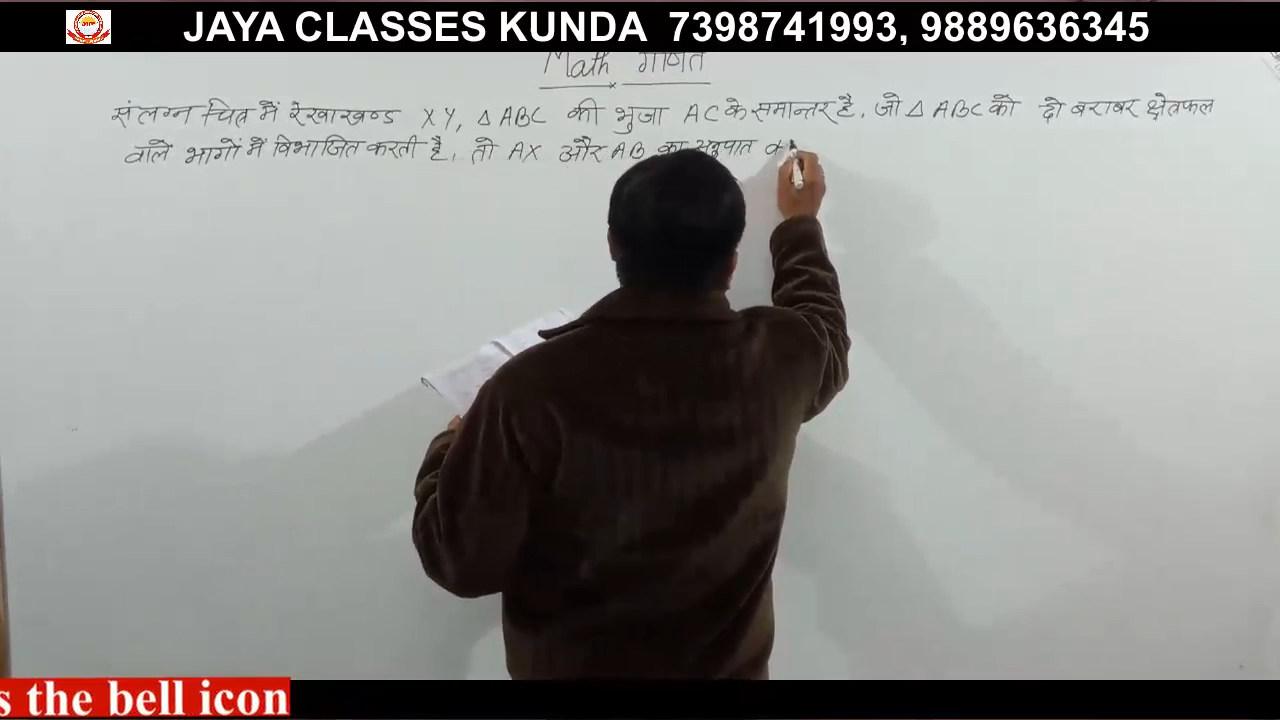 JAYA CLASSES KUNDA 7398741993, 9889636345
Math गणित
संलग्न चित्र में रेखाखण्ड XY, Δ ABC की भुजा AC के समान्तर है, जो Δ ABC को दो बराबर क्षेत्रफल
वाले भागों में विभाजित करती है, तो AX और AB का अनुपात
s the bell icon